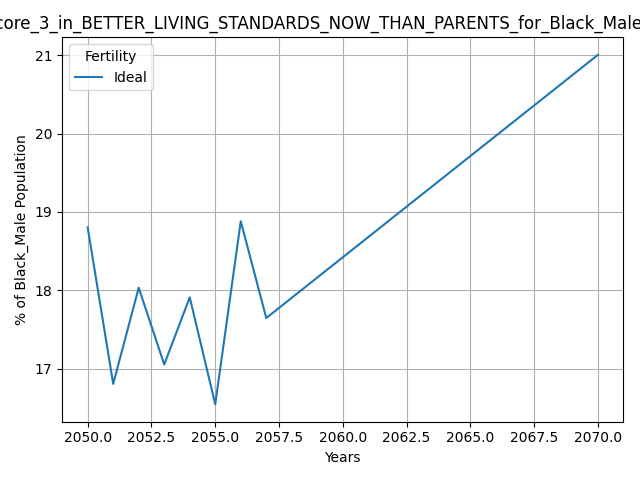 core_3_in_BETTER_LIVING_STANDARDS_NOW_THAN_PARENTS_for_Black_Male
Fertility
Ideal
% of Black_Male Population
21
20
19
18
17
2050.0 2052.5 2055.0 2057.5 2060.0 2062.5 2065.0 2067.5 2070.0
Years